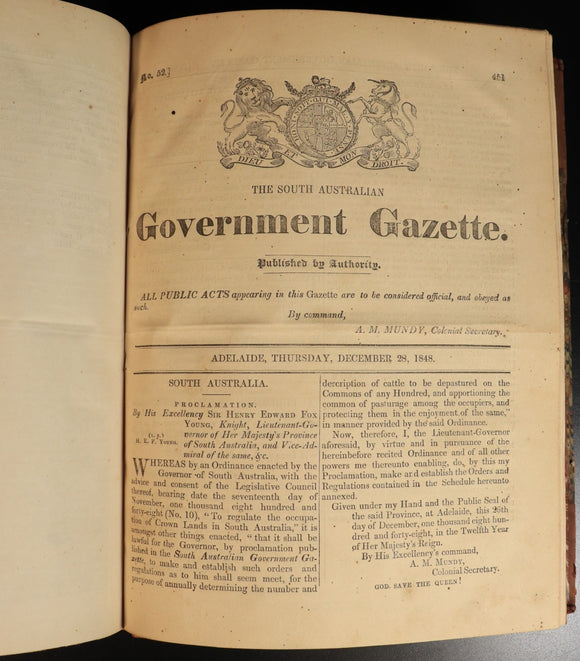 No. 52.]
451
HONI SOIT QUI MAL Y PENSE
DIEU ET MON DROIT.
THE SOUTH AUSTRALIAN
Government Gazette.
Published by Authority.
ALL PUBLIC ACTS appearing in this Gazette are to be considered official, and obeyed as
such.
By command,
A. M. MUNDY, Colonial Secretary.
ADELAIDE, THURSDAY, DECEMBER 28, 1848.
SOUTH AUSTRALIA.
PROCLAMATION.
By His Excellency SIR HENRY EDWARD FOX
YOUNG, Knight, Lieutenant-Go-
(L.S.)
vernor of Her Majesty's Province
H. E. F. YOUNG.
of South Australia, and Vice-Ad-
miral of the same, &c.
WHEREAS by an Ordinance enacted by the
Governor of South Australia, with the
advice and consent of the Legislative Council
thereof, bearing date the seventeenth day of
November, one thousand eight hundred and
forty-eight (No. 10), "To regulate the occupa-
tion of Crown Lands in South Australia," it is
amongst other things enacted, "that it shall be
lawful for the Governor, by proclamation pub-
lished in the South Australian Government Ga-
zette, to make and establish such orders and
regulations as to him shall seem meet, for the
purpose of annually determining the number and
description of cattle to be depastured on the
Commons of any Hundred, and apportioning
the common of pasturage among the occupiers, and
protecting them in the enjoyment of the same,"
in manner provided by the said Ordinance.
Now, therefore, I, the Lieutenant-Governor
aforesaid, by virtue and in pursuance of the
hereinbefore recited Ordinance and of all other
powers me thereunto enabling, do, by this my
Proclamation, make and establish the Orders and
Regulations contained in the Schedule hereunto
annexed.
Given under my Hand and the Public Seal of
the said Province, at Adelaide, this 26th
day of December, one thousand eight hun-
dred and forty-eight, in the Twelfth Year
of Her Majesty's Reign.
By His Excellency's command,
A. M. MUNDY,
Colonial Secretary.
GOD SAVE THE QUEEN!